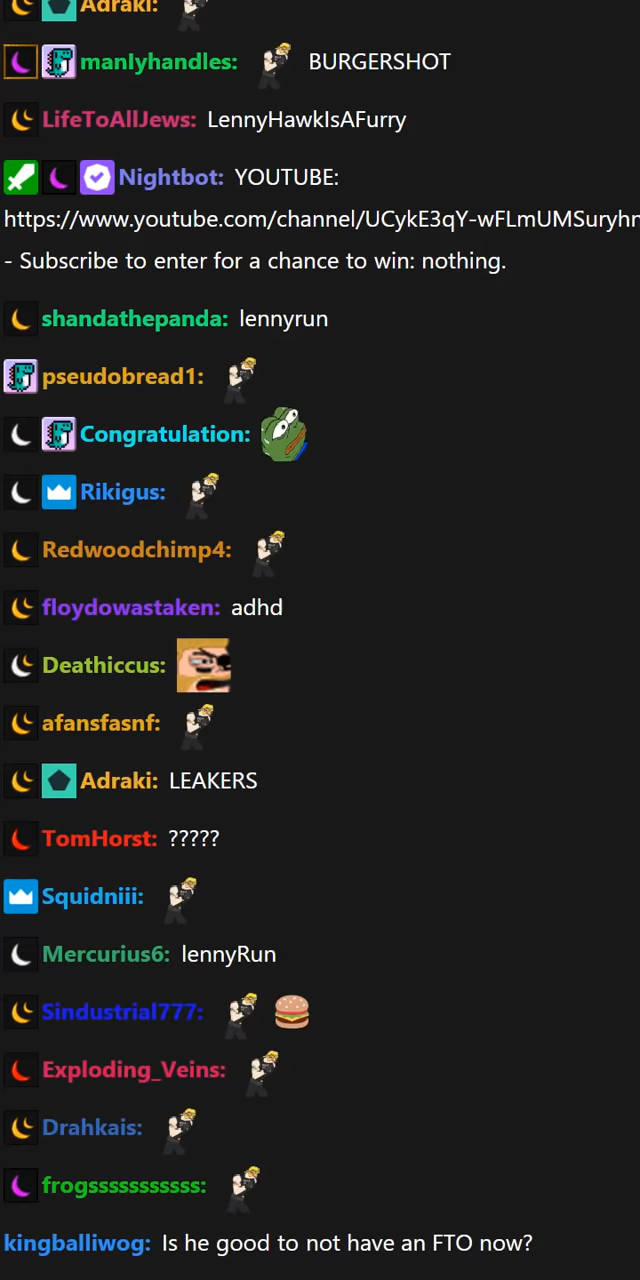 Adraki:
manlyhandles: BURGERSHOT
LifeToAllJews: LennyHawkIsAFurry
Nightbot: YOUTUBE:
https://www.youtube.com/channel/UCykE3qY-wFLmUMSuryhr
- Subscribe to enter for a chance to win: nothing.
shandathepanda: lennyrun
pseudobread1:
Congratulation:
Rikigus:
Redwoodchimp4:
floydowastaken: adhd
Deathiccus:
afansfasnf:
Adraki: LEAKERS
TomHorst: ?????
Squidniii:
Mercurius6: lennyRun
Sindustrial777:
Exploding_Veins:
Drahkais:
frogsssssssssss:
kingballiwog: Is he good to not have an FTO now?